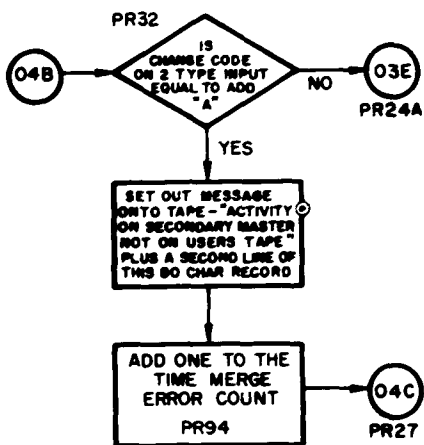 PR32
IS
CHANGE CODE
ON 2 TYPE INPUT
EQUAL TO ADD
"A"
04B
NO
03E
PR24A
YES
SET OUT MESSAGE
ONTO TAPE-"ACTIVITY
ON SECONDARY MASTER
NOT ON USERS TAPE"
PLUS A SECOND LINE OF
THIS 80 CHAR RECORD
ADD ONE TO THE
TIME MERGE
ERROR COUNT
PR94
04C
PR27